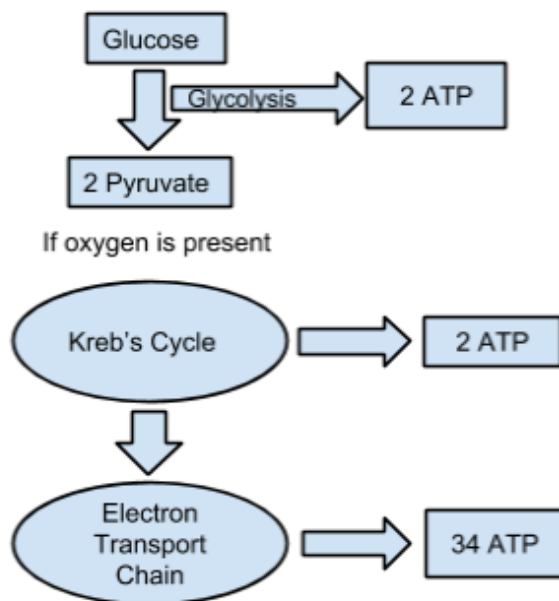 Glucose
Glycolysis
2 ATP
2 Pyruvate
If oxygen is present
Kreb's Cycle
2 ATP
Electron
Transport
Chain
34 ATP